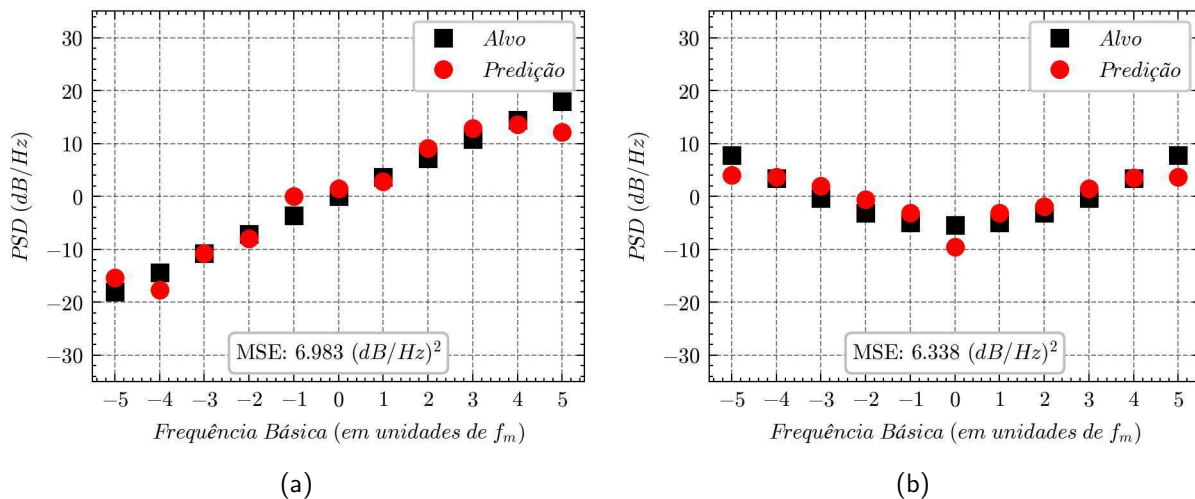 30
20
10
0
−10
−20
−30
PSD (dB/Hz)
Alvo
Predição
MSE: 6.983 (dB/Hz)²
−5 −4 −3 −2 −1 0 1 2 3 4 5
Frequência Básica (em unidades de fₘ)
(a)
30
20
10
0
−10
−20
−30
PSD (dB/Hz)
Alvo
Predição
MSE: 6.338 (dB/Hz)²
−5 −4 −3 −2 −1 0 1 2 3 4 5
Frequência Básica (em unidades de fₘ)
(b)